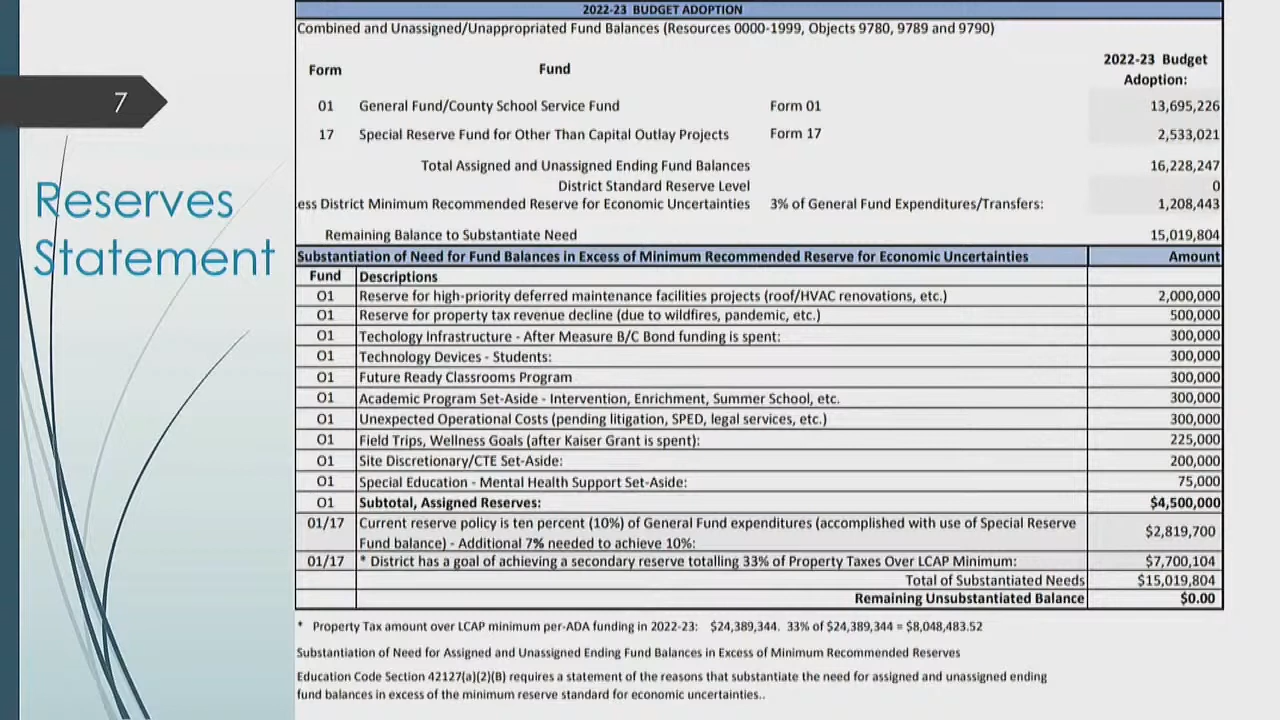 2022-23 BUDGET ADOPTION
Combined and Unassigned/Unappropriated Fund Balances (Resources 0000-1999, Objects 9780, 9789 and 9790)
Form Fund 2022-23 Budget Adoption:
01 General Fund/County School Service Fund Form 01 13,695,226
17 Special Reserve Fund for Other Than Capital Outlay Projects Form 17 2,533,021
Total Assigned and Unassigned Ending Fund Balances 16,228,247
District Standard Reserve Level 0
ess District Minimum Recommended Reserve for Economic Uncertainties 3% of General Fund Expenditures/Transfers: 1,208,443
Remaining Balance to Substantiate Need 15,019,804
7
Reserves
Statement
Substantiation of Need for Fund Balances in Excess of Minimum Recommended Reserve for Economic Uncertainties Amount
Fund Descriptions
O1 Reserve for high-priority deferred maintenance facilities projects (roof/HVAC renovations, etc.) 2,000,000
O1 Reserve for property tax revenue decline (due to wildfires, pandemic, etc.) 500,000
O1 Techology Infrastructure - After Measure B/C Bond funding is spent: 300,000
O1 Technology Devices - Students: 300,000
O1 Future Ready Classrooms Program 300,000
O1 Academic Program Set-Aside - Intervention, Enrichment, Summer School, etc. 300,000
O1 Unexpected Operational Costs (pending litigation, SPED, legal services, etc.) 300,000
O1 Field Trips, Wellness Goals (after Kaiser Grant is spent): 225,000
O1 Site Discretionary/CTE Set-Aside: 200,000
O1 Special Education - Mental Health Support Set-Aside: 75,000
O1 Subtotal, Assigned Reserves: $4,500,000
01/17 Current reserve policy is ten percent (10%) of General Fund expenditures (accomplished with use of Special Reserve
Fund balance) - Additional 7% needed to achieve 10%: $2,819,700
01/17 * District has a goal of achieving a secondary reserve totalling 33% of Property Taxes Over LCAP Minimum: $7,700,104
Total of Substantiated Needs $15,019,804
Remaining Unsubstantiated Balance $0.00
* Property Tax amount over LCAP minimum per-ADA funding in 2022-23: $24,389,344. 33% of $24,389,344 = $8,048,483.52
Substantiation of Need for Assigned and Unassigned Ending Fund Balances in Excess of Minimum Recommended Reserves
Education Code Section 42127(a)(2)(B) requires a statement of the reasons that substantiate the need for assigned and unassigned ending
fund balances in excess of the minimum reserve standard for economic uncertainties..